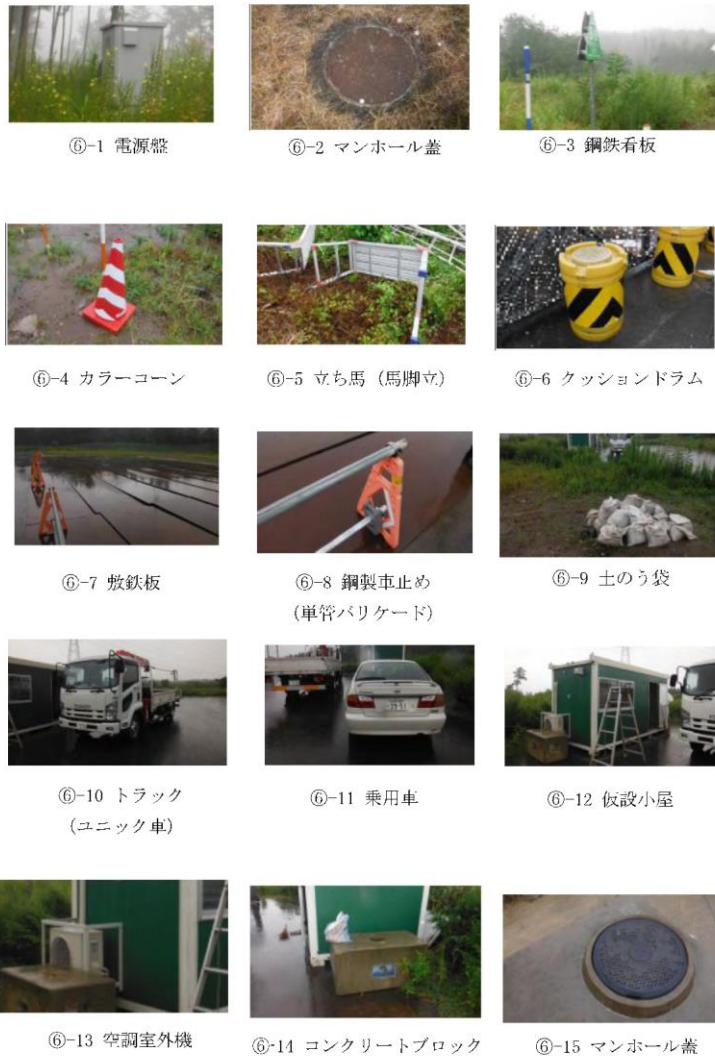 ⑥-1 電源盤
⑥-2 マンホール蓋
⑥-3 鋼鉄看板
⑥-4 カラーコーン
⑥-5 立ち馬（馬脚立）
⑥-6 クッションドラム
⑥-7 敷鉄板
⑥-8 鋼製車止め
（単管バリケード）
⑥-9 土のう袋
⑥-10 トラック
（ユニック車）
⑥-11 乗用車
⑥-12 仮設小屋
⑥-13 空調室外機
⑥-14 コンクリートブロック
⑥-15 マンホール蓋